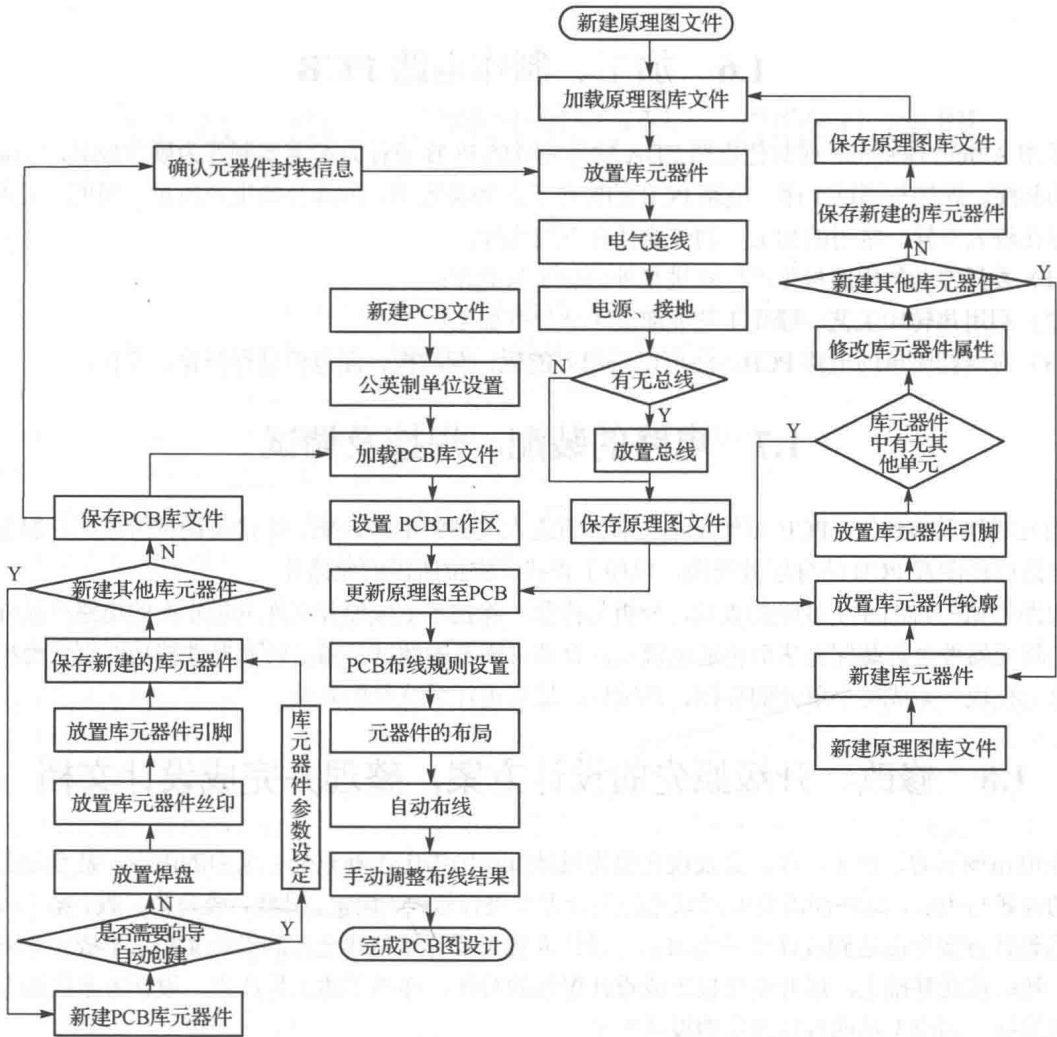 新建原理图文件
加载原理图库文件
放置库元器件
电气连线
电源、接地
有无总线
N
Y
放置总线
保存原理图文件
确认元器件封装信息
新建PCB文件
公英制单位设置
加载PCB库文件
设置 PCB工作区
更新原理图至PCB
PCB布线规则设置
元器件的布局
自动布线
手动调整布线结果
完成PCB图设计
保存PCB库文件
N
Y
新建其他库元器件
保存新建的库元器件
放置库元器件引脚
放置库元器件丝印
放置焊盘
N
是否需要向导
自动创建
Y
新建PCB库元器件
库元器件参数设定
保存原理图库文件
保存新建的库元器件
N
Y
新建其他库元器件
修改库元器件属性
Y
库元器件
中有无其
他单元
放置库元器件引脚
放置库元器件轮廓
新建库元器件
新建原理图库文件